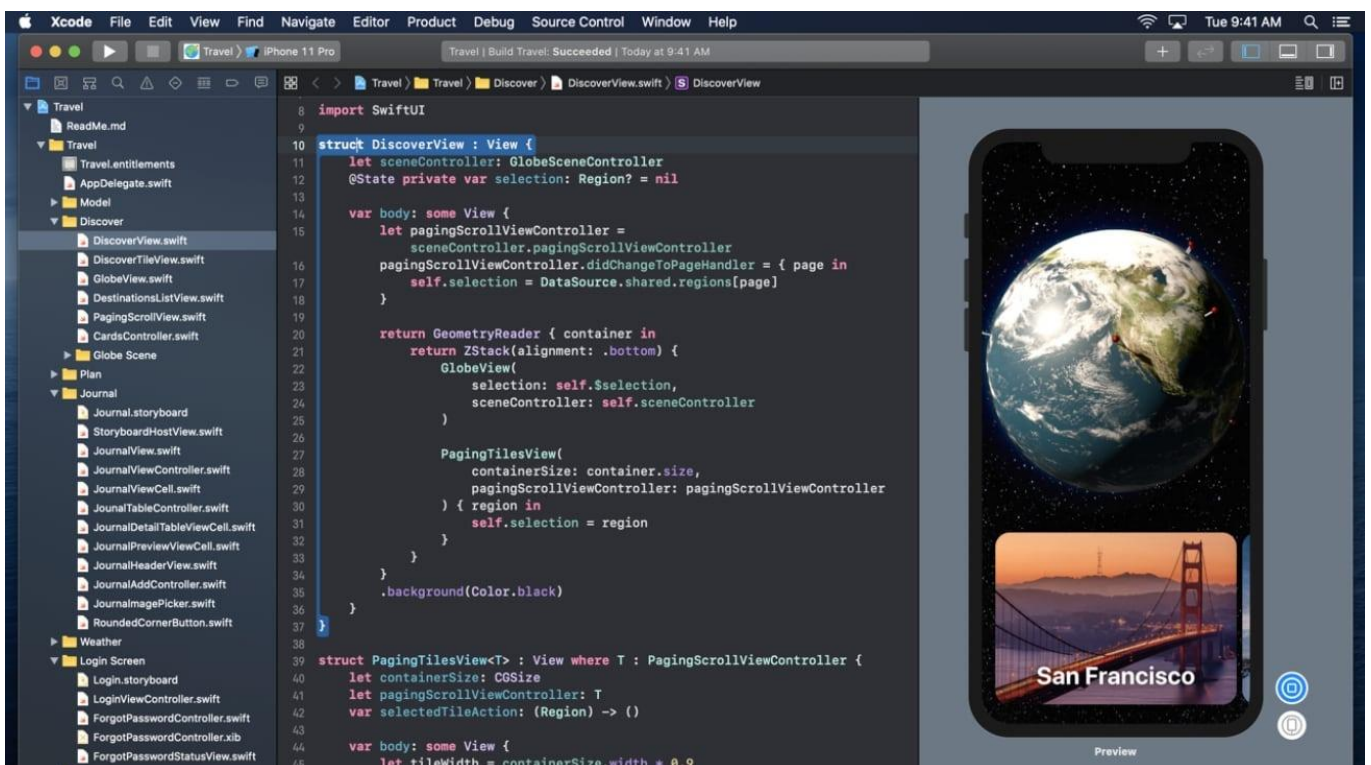 Xcode File Edit View Find Navigate Editor Product Debug Source Control Window Help
Tue 9:41 AM
Travel iPhone 11 Pro
Travel | Build Travel: Succeeded | Today at 9:41 AM
Travel Travel Discover DiscoverView.swift S DiscoverView
Travel
ReadMe.md
Travel
Travel.entitlements
AppDelegate.swift
Model
Discover
DiscoverView.swift
DiscoverTileView.swift
GlobeView.swift
DestinationsListView.swift
PagingScrollView.swift
CardsController.swift
Globe Scene
Plan
Journal
Journal.storyboard
StoryboardHostView.swift
JournalView.swift
JournalViewController.swift
JournalViewCell.swift
JounalTableController.swift
JournalDetailTableViewCell.swift
JournalPreviewViewCell.swift
JournalHeaderView.swift
JournalAddController.swift
JournalmagePicker.swift
RoundedCornerButton.swift
Weather
Login Screen
Login.storyboard
LoginViewController.swift
ForgotPasswordController.swift
ForgotPasswordController.xib
ForgotPasswordStatusView.swift
8 import SwiftUI
9
10 struct DiscoverView : View {
11 let sceneController: GlobeSceneController
12 @State private var selection: Region? = nil
13
14 var body: some View {
15 let pagingScrollViewController =
sceneController.pagingScrollViewController
16 pagingScrollViewController.didChangeToPageHandler = { page in
17 self.selection = DataSource.shared.regions[page]
18 }
19
20 return GeometryReader { container in
21 return ZStack(alignment: .bottom) {
22 GlobeView(
23 selection: self.$selection,
24 sceneController: self.sceneController
25 )
26
27 PagingTilesView(
28 containerSize: container.size,
29 pagingScrollViewController: pagingScrollViewController
30 ) { region in
31 self.selection = region
32 }
33 }
34 }
35 .background(Color.black)
36 }
37 }
38
39 struct PagingTilesView<T> : View where T : PagingScrollViewController {
40 let containerSize: CGSize
41 let pagingScrollViewController: T
42 var selectedTileAction: (Region) -> ()
43
44 var body: some View {
45 let tileWidth = containerSize.width * 0.9
San Francisco
Preview